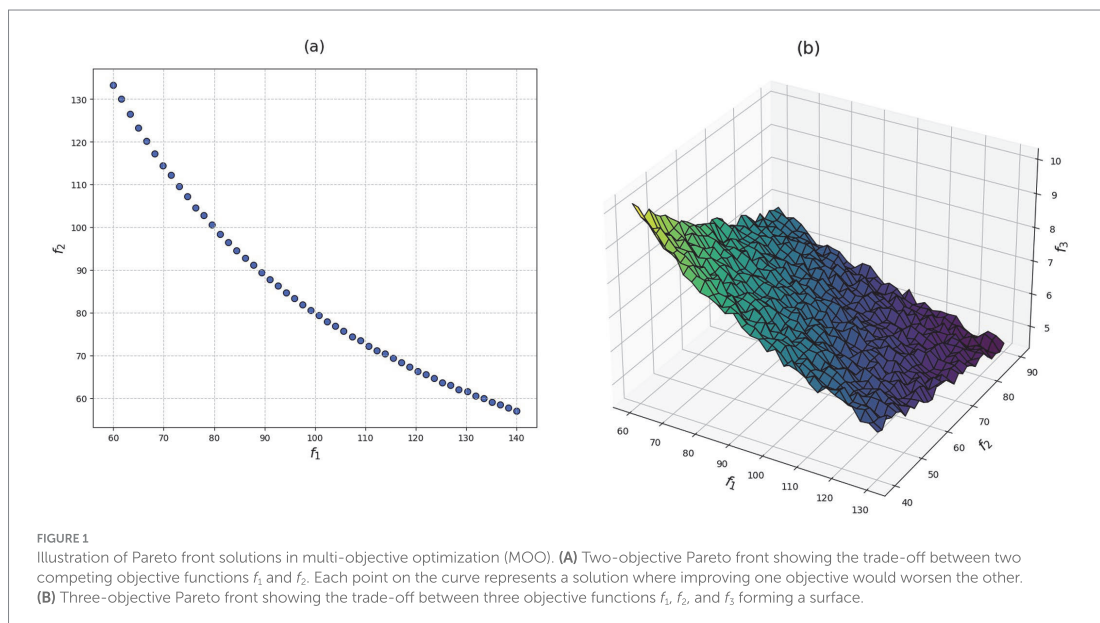 (a)
130
120
110
100
90
80
70
60
f2
60 70 80 90 100 110 120 130 140
f1
(b)
10
9
8
7
6
5
f3
90
80
70
60
50
40
f2
60
70
80
90
100
110
120
130
f1
FIGURE 1
Illustration of Pareto front solutions in multi-objective optimization (MOO). (A) Two-objective Pareto front showing the trade-off between two
competing objective functions f1 and f2. Each point on the curve represents a solution where improving one objective would worsen the other.
(B) Three-objective Pareto front showing the trade-off between three objective functions f1, f2, and f3 forming a surface.